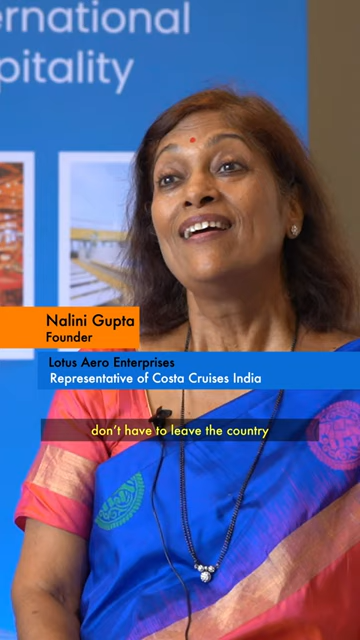 ernational
pitality
Nalini Gupta
Founder
Lotus Aero Enterprises
Representative of Costa Cruises India
don't have to leave the country